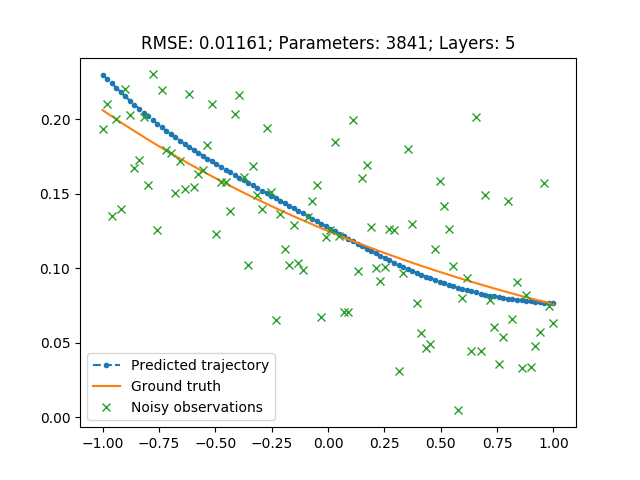 RMSE: 0.01161; Parameters: 3841; Layers: 5
0.20
0.15
0.10
0.05
0.00
Predicted trajectory
Ground truth
Noisy observations
−1.00 −0.75 −0.50 −0.25 0.00 0.25 0.50 0.75 1.00